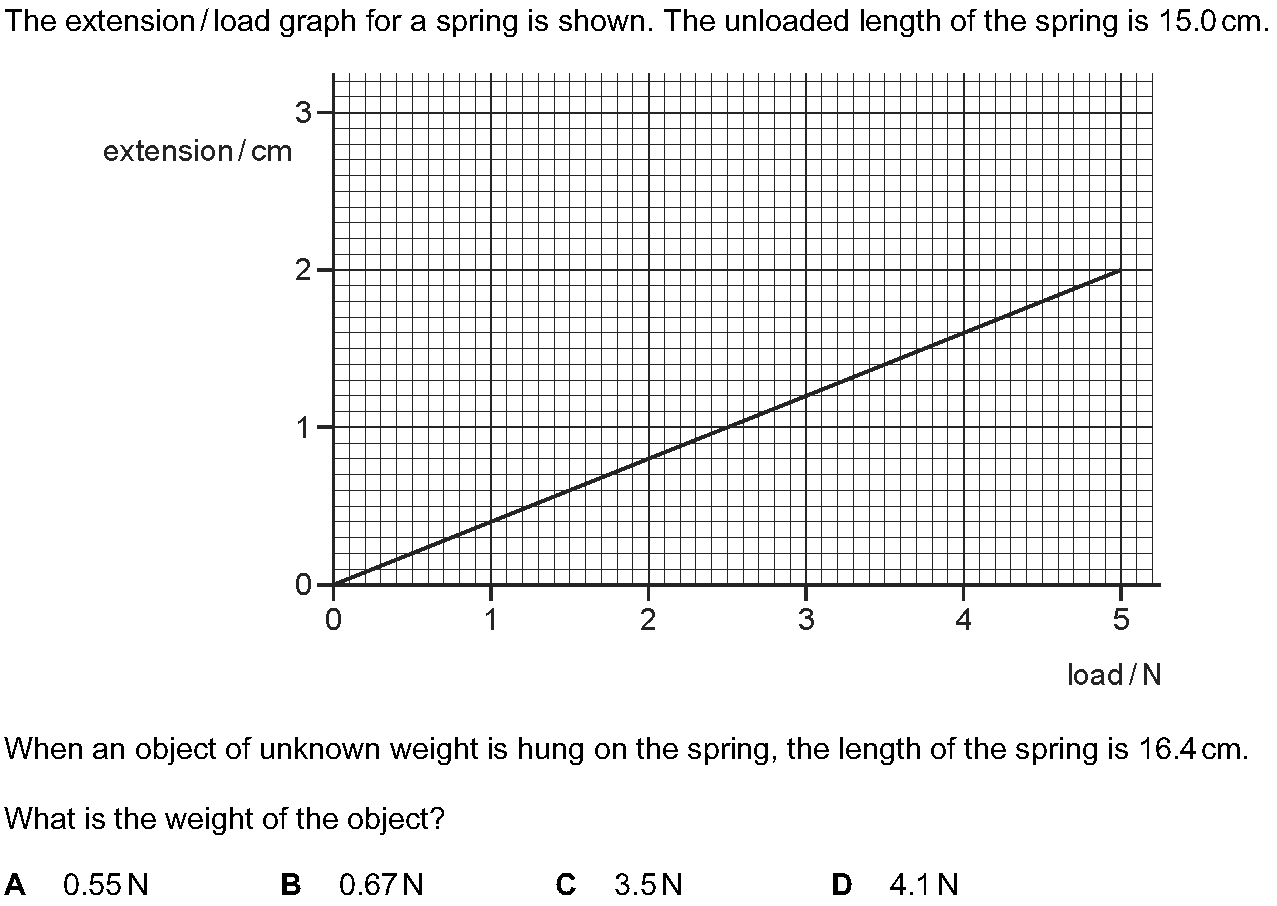 The extension / load graph for a spring is shown. The unloaded length of the spring is 15.0 cm.
3
extension / cm
2
1
0
0 1 2 3 4 5
load / N
When an object of unknown weight is hung on the spring, the length of the spring is 16.4 cm.
What is the weight of the object?
A 0.55 N B 0.67 N C 3.5 N D 4.1 N